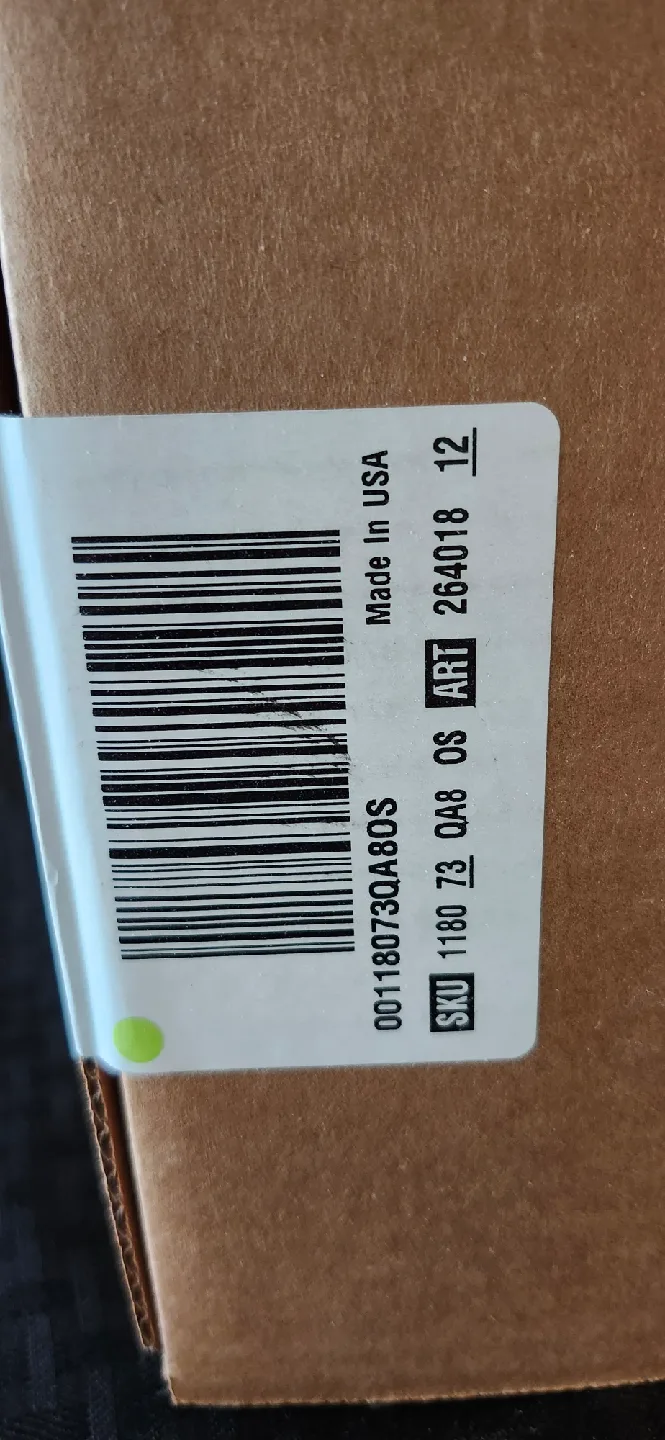 Made In USA
00118073QA8OS
SKU 1180 73 QA8 OS ART 264018 12